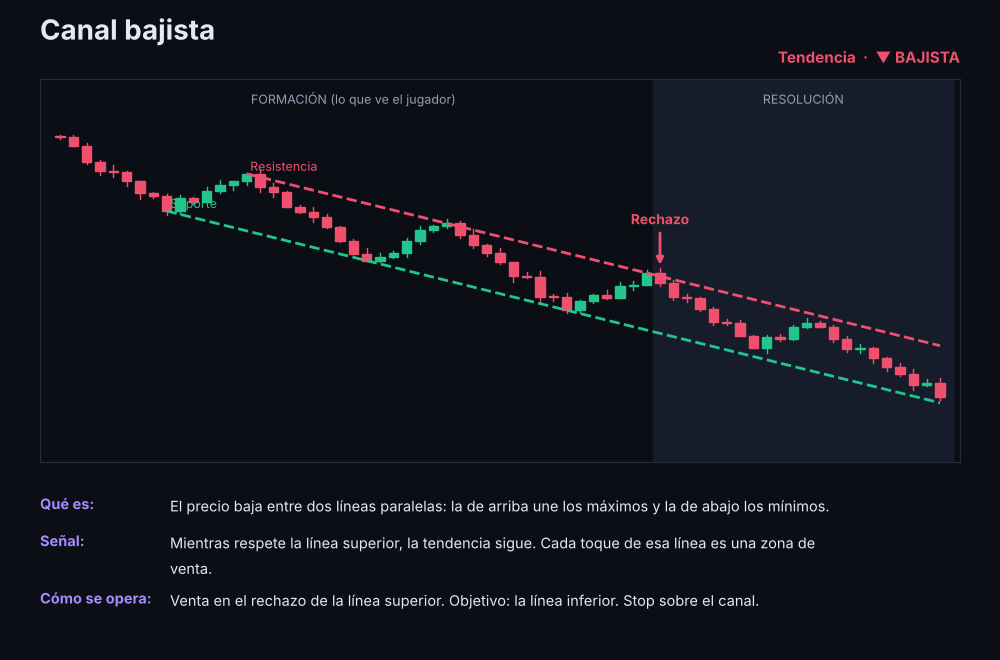 Canal bajista
Tendencia · ▼ BAJISTA
FORMACIÓN (lo que ve el jugador)
RESOLUCIÓN
Resistencia
Soporte
Rechazo
Qué es:
El precio baja entre dos líneas paralelas: la de arriba une los máximos y la de abajo los mínimos.
Señal:
Mientras respete la línea superior, la tendencia sigue. Cada toque de esa línea es una zona de
venta.
Cómo se opera:
Venta en el rechazo de la línea superior. Objetivo: la línea inferior. Stop sobre el canal.